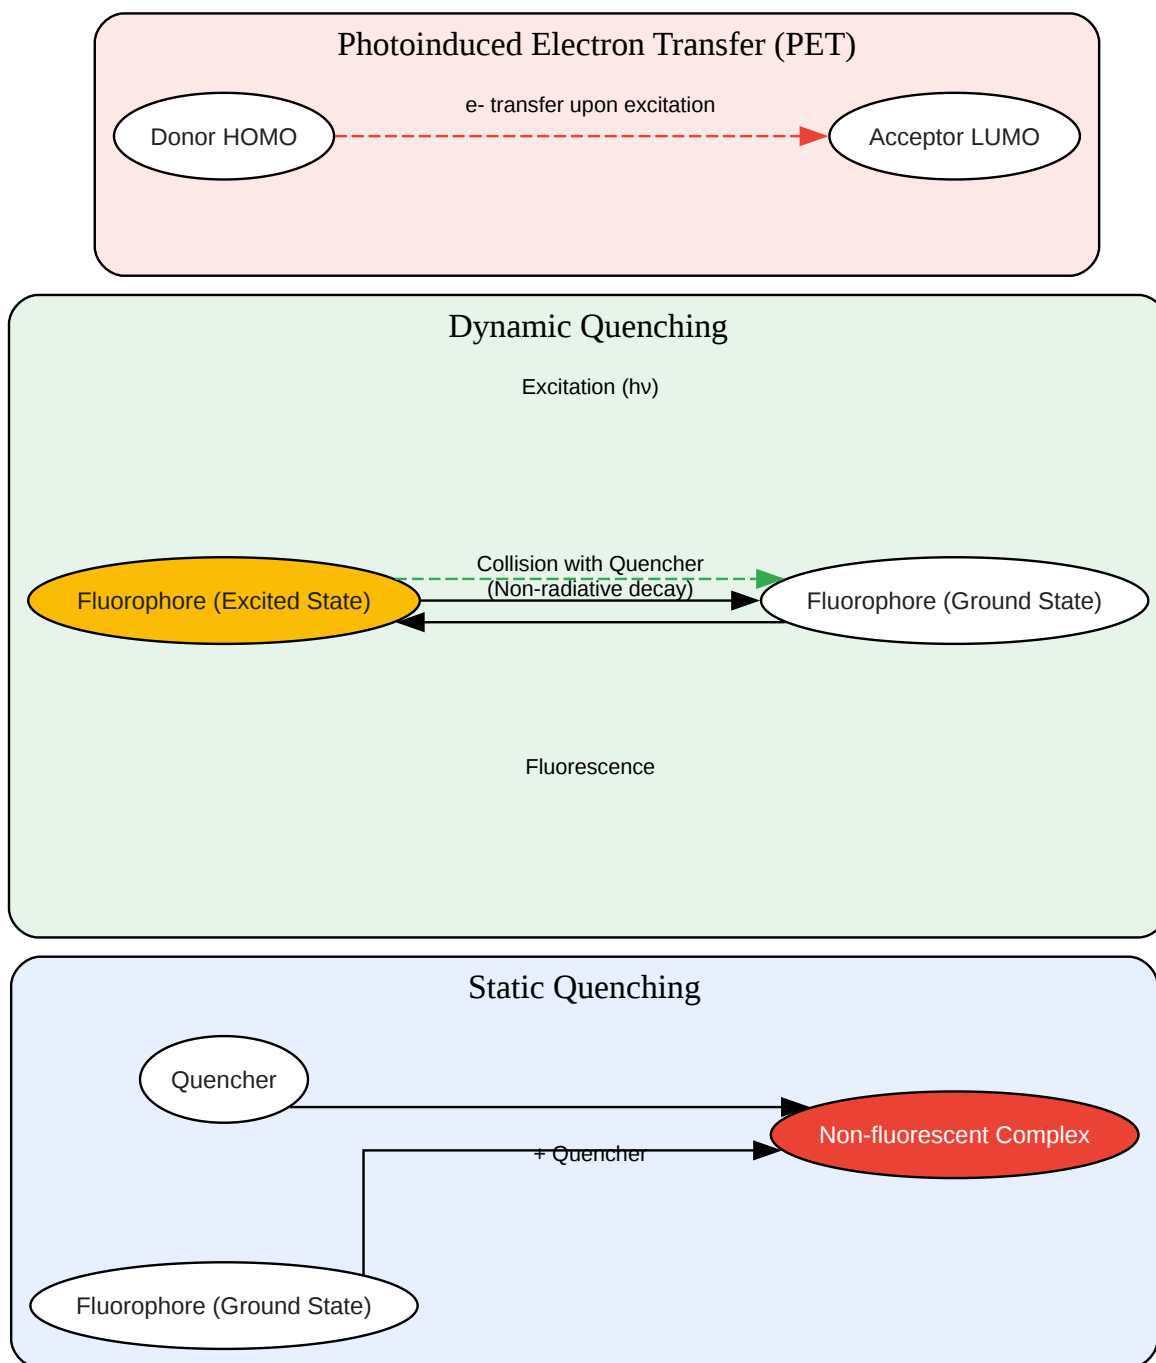 Photoinduced Electron Transfer (PET)
e- transfer upon excitation
Donor HOMO
Acceptor LUMO
Dynamic Quenching
Excitation (hν)
Collision with Quencher
(Non-radiative decay)
Fluorophore (Excited State)
Fluorophore (Ground State)
Fluorescence
Static Quenching
Quencher
Non-fluorescent Complex
+ Quencher
Fluorophore (Ground State)